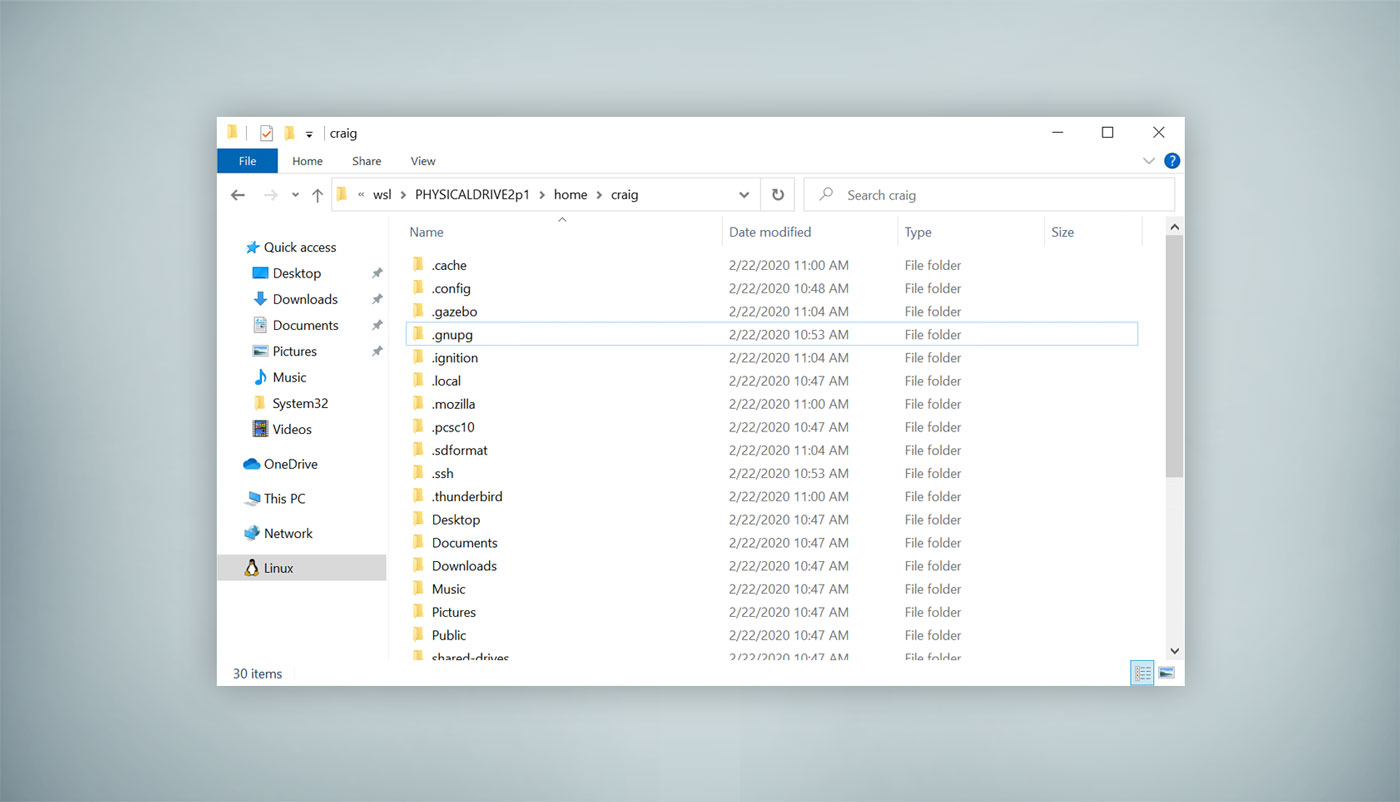 craig
File Home Share View
« wsl > PHYSICALDRIVE2p1 > home > craig
Search craig
Quick access
Desktop
Downloads
Documents
Pictures
Music
System32
Videos
OneDrive
This PC
Network
Linux
Name Date modified Type Size
.cache 2/22/2020 11:00 AM File folder
.config 2/22/2020 10:48 AM File folder
.gazebo 2/22/2020 11:04 AM File folder
.gnupg 2/22/2020 10:53 AM File folder
.ignition 2/22/2020 11:04 AM File folder
.local 2/22/2020 10:47 AM File folder
.mozilla 2/22/2020 11:00 AM File folder
.pcsc10 2/22/2020 10:47 AM File folder
.sdformat 2/22/2020 11:04 AM File folder
.ssh 2/22/2020 10:53 AM File folder
.thunderbird 2/22/2020 11:00 AM File folder
Desktop 2/22/2020 10:47 AM File folder
Documents 2/22/2020 10:47 AM File folder
Downloads 2/22/2020 10:47 AM File folder
Music 2/22/2020 10:47 AM File folder
Pictures 2/22/2020 10:47 AM File folder
Public 2/22/2020 10:47 AM File folder
shared-drives 2/22/2020 10:47 AM File folder
30 items